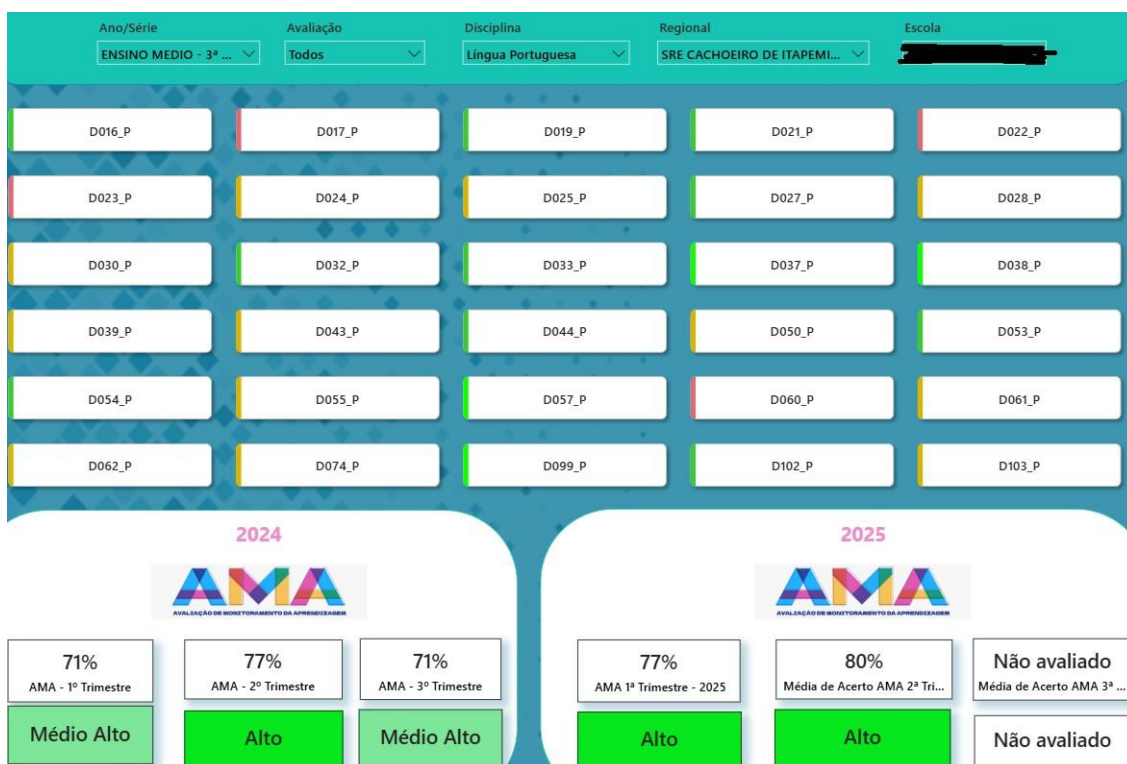 Ano/Série Avaliação Disciplina Regional Escola
ENSINO MEDIO - 3ª ... Todos Língua Portuguesa SRE CACHOEIRO DE ITAPEMI...
D016_P D017_P D019_P D021_P D022_P
D023_P D024_P D025_P D027_P D028_P
D030_P D032_P D033_P D037_P D038_P
D039_P D043_P D044_P D050_P D053_P
D054_P D055_P D057_P D060_P D061_P
D062_P D074_P D099_P D102_P D103_P
2024 2025
AMA AMA
AVALIAÇÃO DE MONITORAMENTO DA APRENDIZAGEM AVALIAÇÃO DE MONITORAMENTO DA APRENDIZAGEM
71% 77% 71% 77% 80% Não avaliado
AMA - 1º Trimestre AMA - 2º Trimestre AMA - 3º Trimestre AMA 1ª Trimestre - 2025 Média de Acerto AMA 2ª Tri... Média de Acerto AMA 3ª ...
Médio Alto Alto Médio Alto Alto Alto Não avaliado